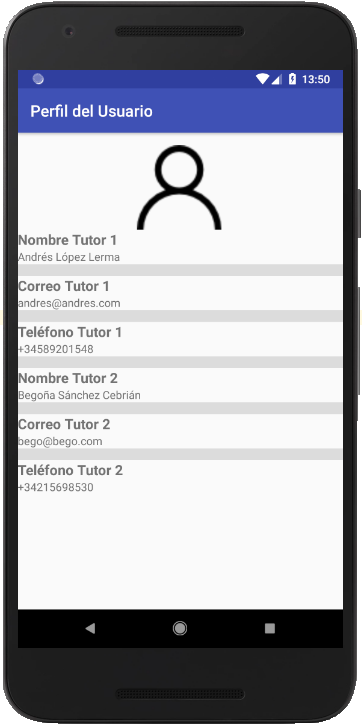 13:50
Perfil del Usuario
Nombre Tutor 1
Andrés López Lerma
Correo Tutor 1
andres@andres.com
Teléfono Tutor 1
+34589201548
Nombre Tutor 2
Begoña Sánchez Cebrián
Correo Tutor 2
bego@bego.com
Teléfono Tutor 2
+34215698530